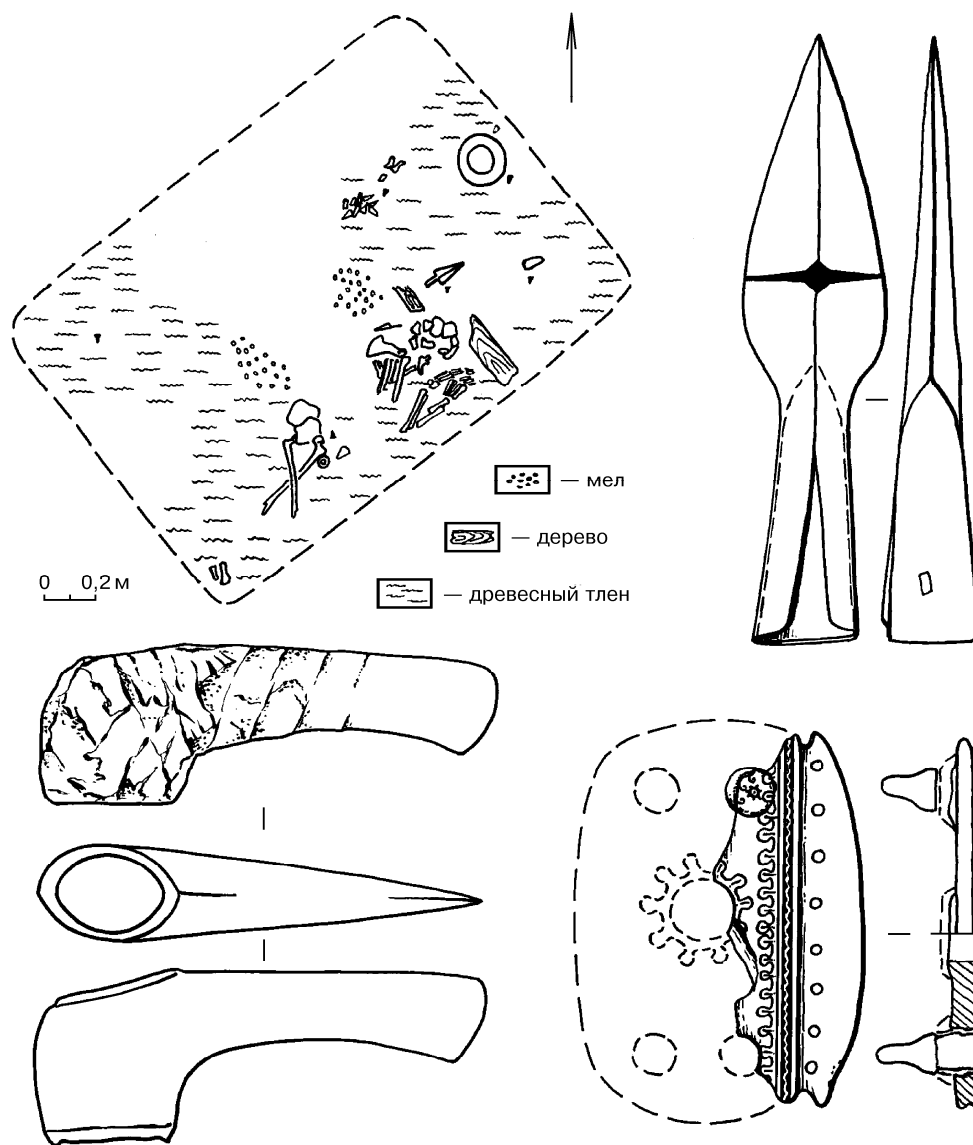 — мел
— дерево
0 0,2 м
— древесный тлен